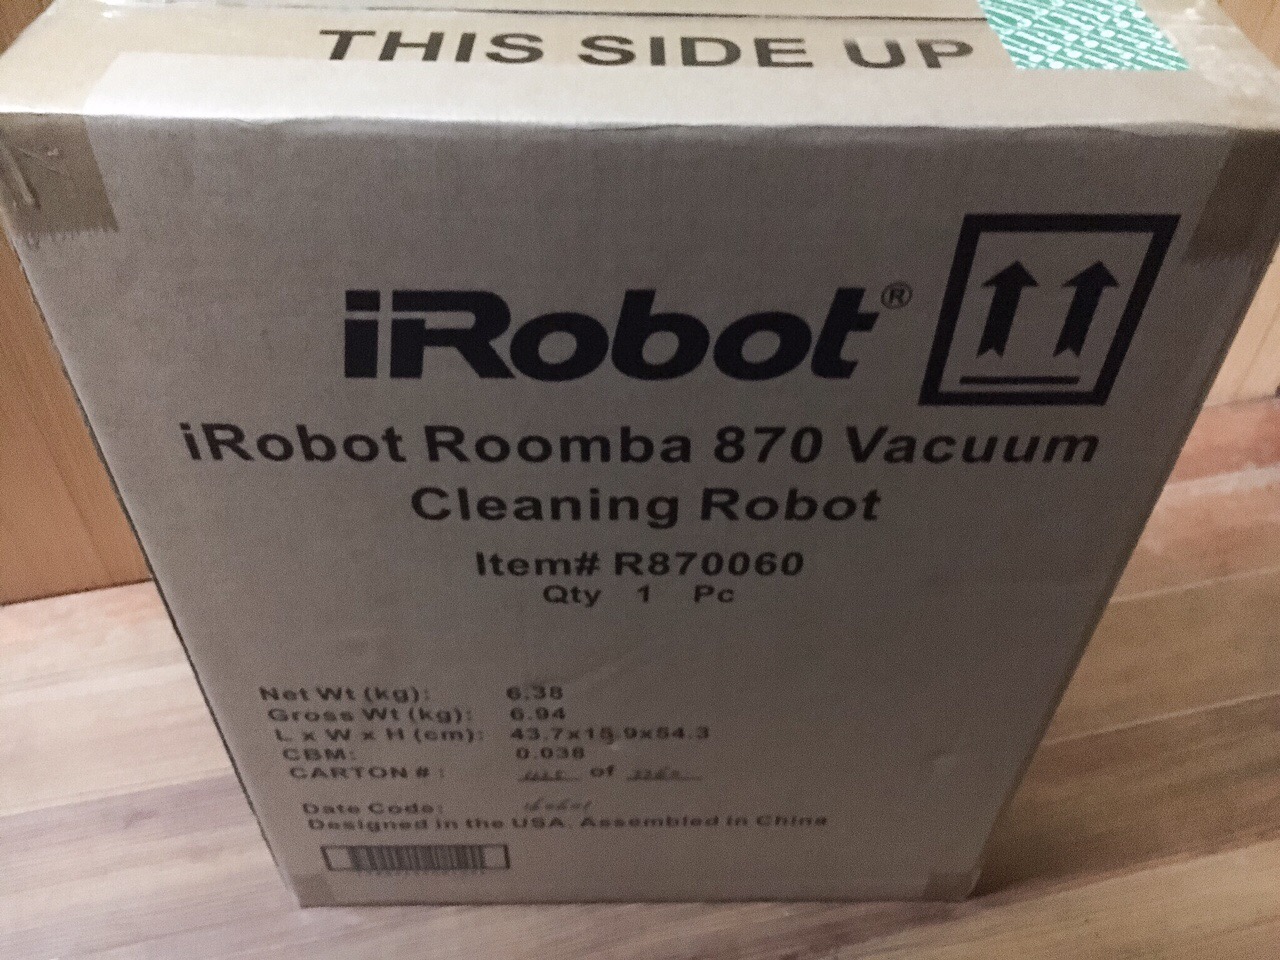 THIS SIDE UP
iRobot®
iRobot Roomba 870 Vacuum
Cleaning Robot
Item# R870060
Qty 1 Pc
Net Wt (kg): 6.38
Gross Wt (kg): 6.94
L x W x H (cm): 43.7x15.9x54.3
CBM: 0.038
CARTON # : of
Date Code:
Designed in the USA. Assembled in China